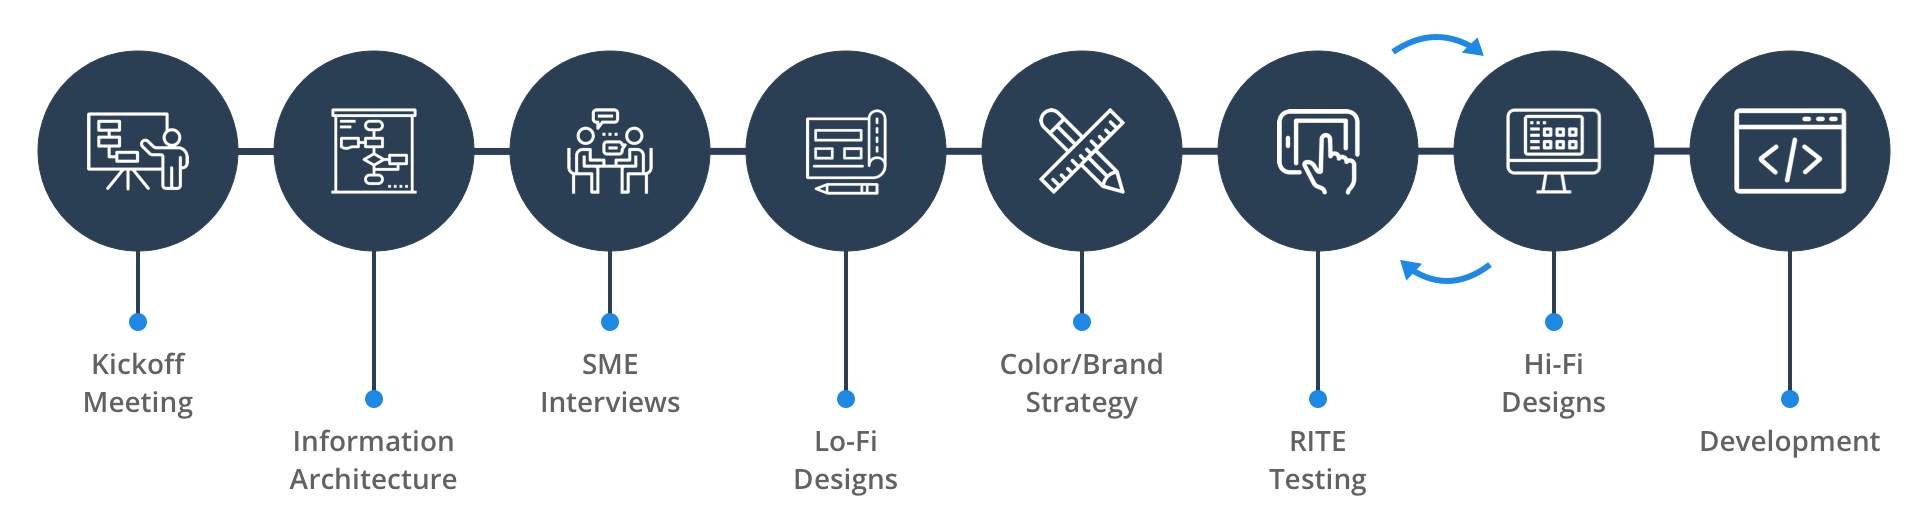 Kickoff
Meeting
Information
Architecture
SME
Interviews
Lo-Fi
Designs
Color/Brand
Strategy
RITE
Testing
Hi-Fi
Designs
Development